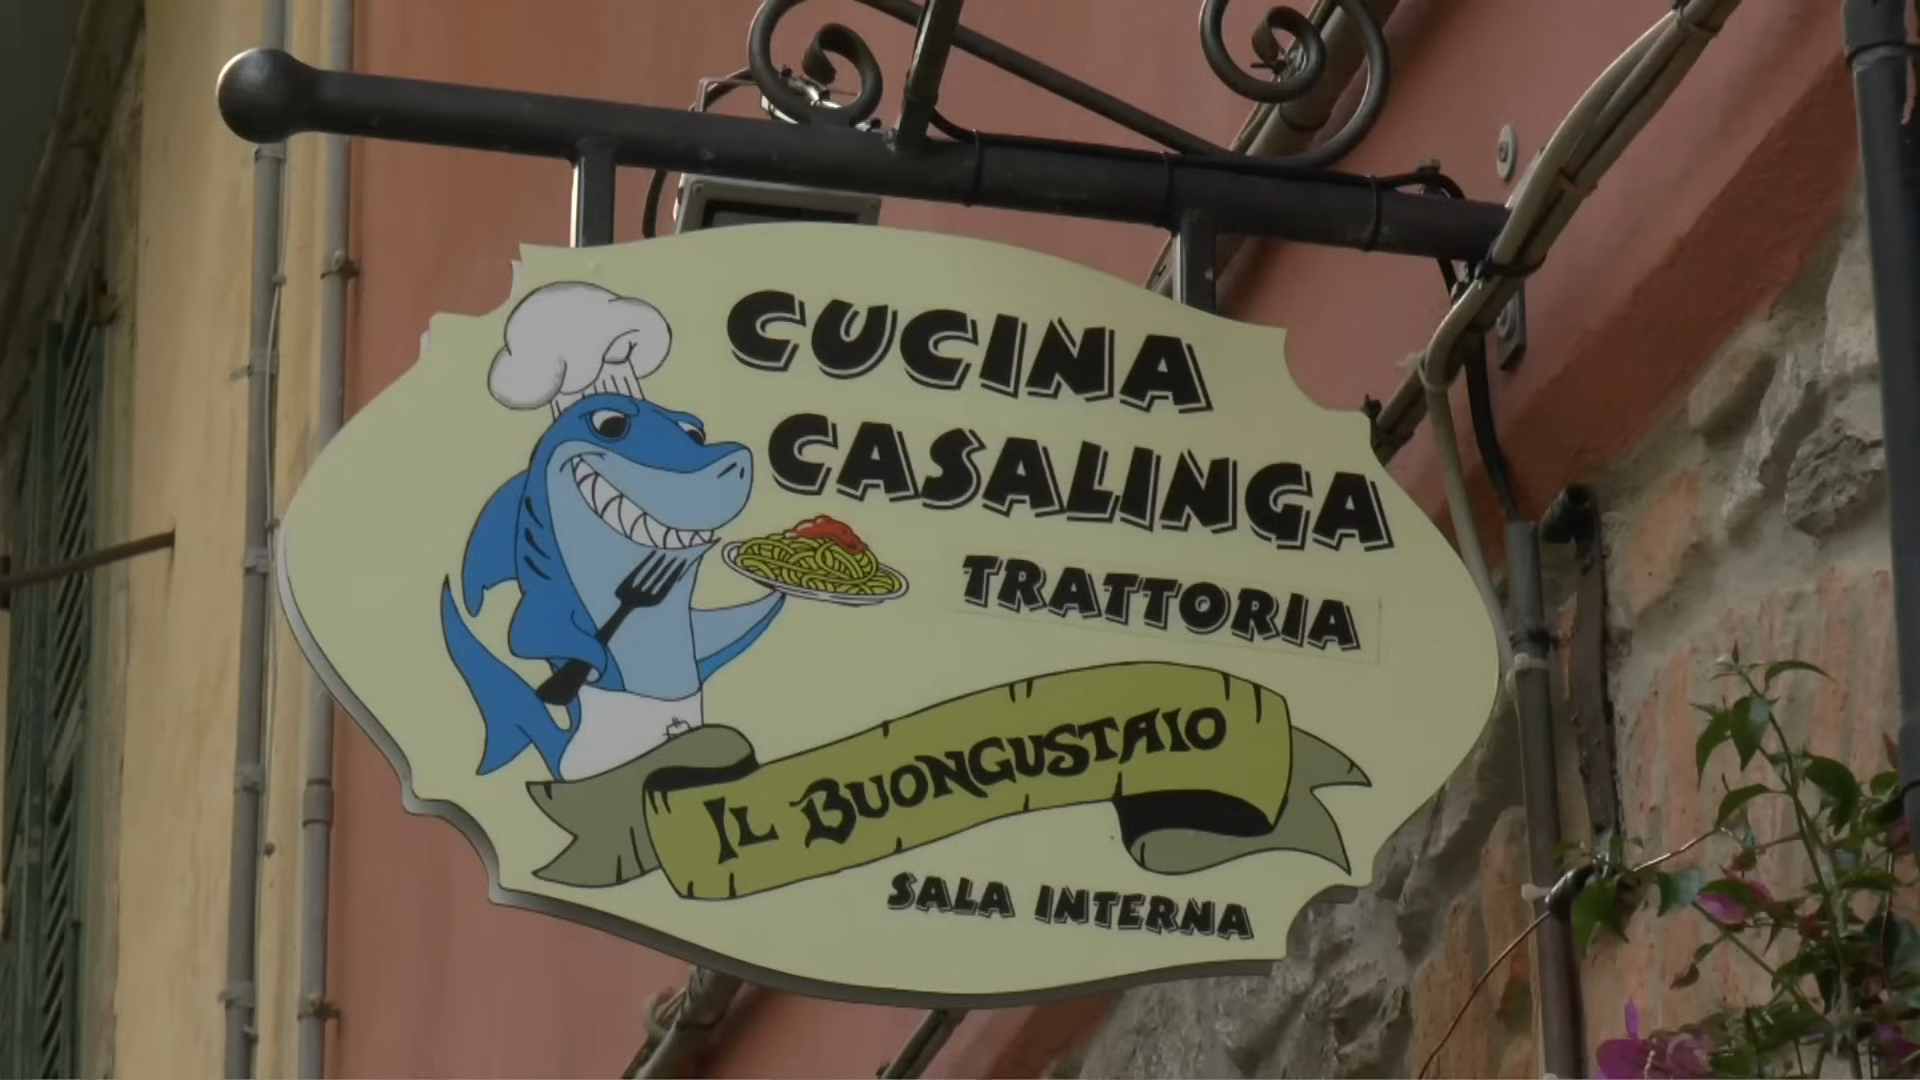 CUCINA
CASALINGA
TRATTORIA
IL BUONGUSTAIO
SALA INTERNA